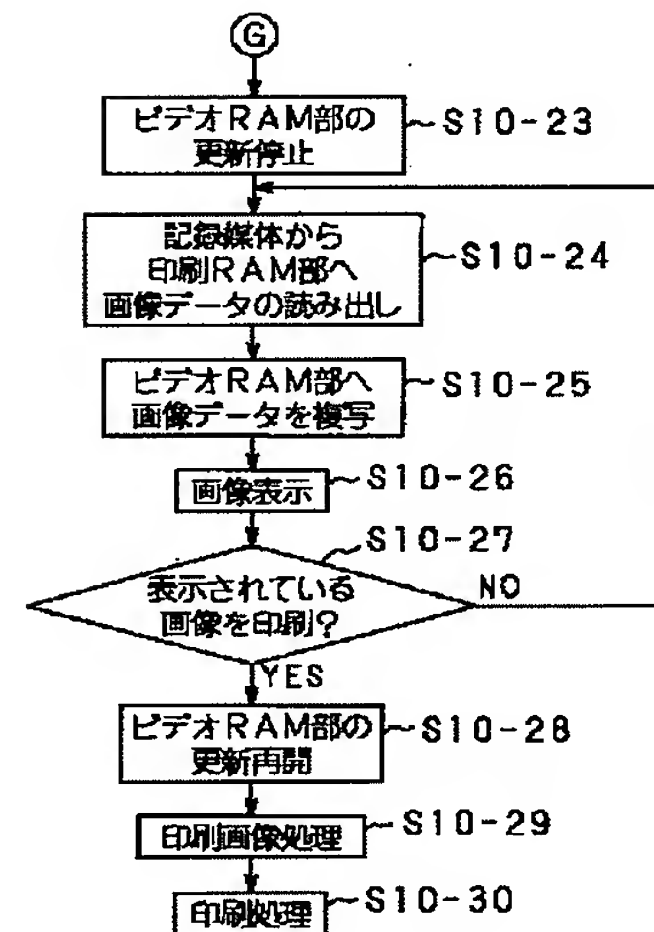 G
ビデオRAM部の
更新停止
S10-23
記録媒体から
印刷RAM部へ
画像データの読み出し
S10-24
ビデオRAM部へ
画像データを複写
S10-25
画像表示
S10-26
S10-27
表示されている
画像を印刷?
NO
YES
ビデオRAM部の
更新再開
S10-28
印刷画像処理
S10-29
印刷処理
S10-30